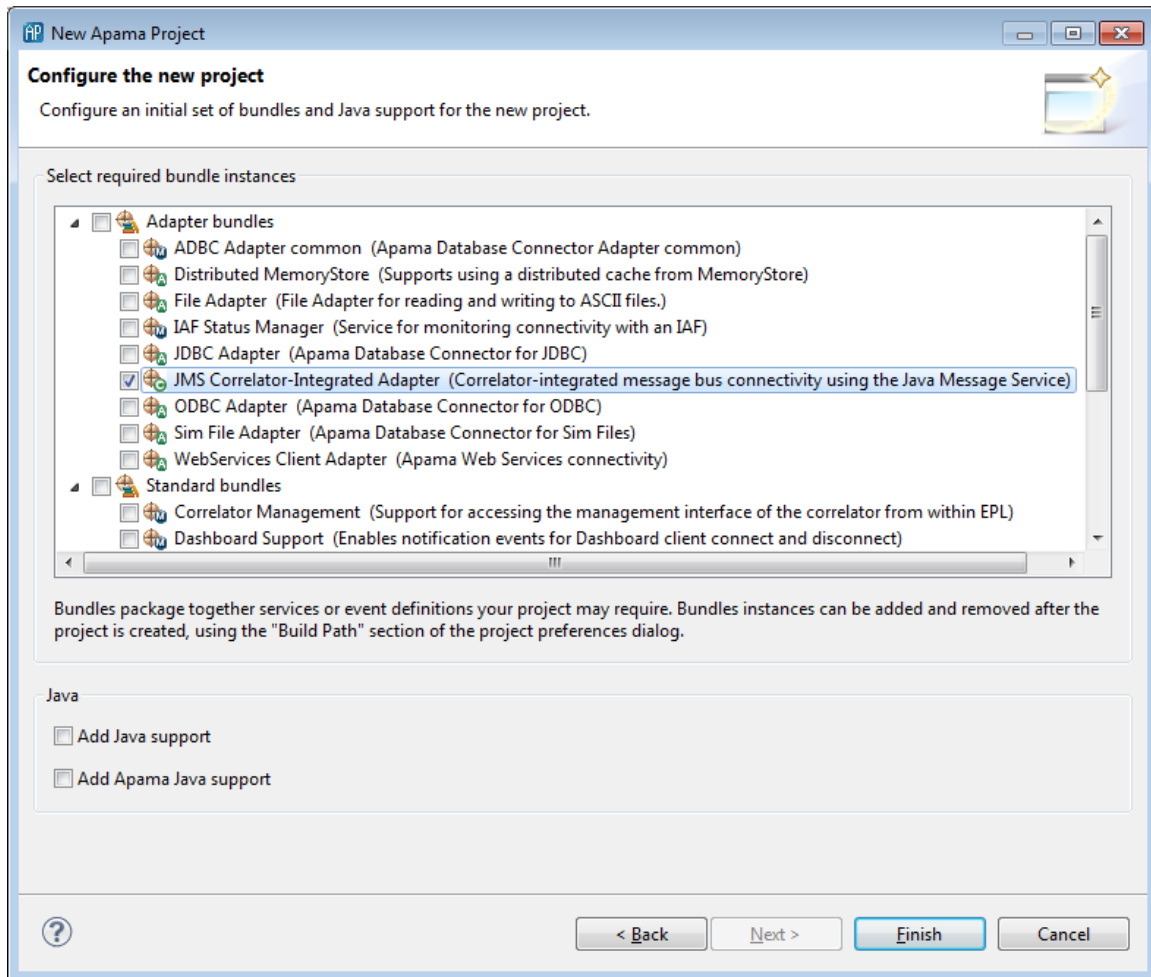 AP New Apama Project
Configure the new project
Configure an initial set of bundles and Java support for the new project.
Select required bundle instances
Adapter bundles
M ADBC Adapter common (Apama Database Connector Adapter common)
A Distributed MemoryStore (Supports using a distributed cache from MemoryStore)
A File Adapter (File Adapter for reading and writing to ASCII files.)
M IAF Status Manager (Service for monitoring connectivity with an IAF)
A JDBC Adapter (Apama Database Connector for JDBC)
C JMS Correlator-Integrated Adapter (Correlator-integrated message bus connectivity using the Java Message Service)
A ODBC Adapter (Apama Database Connector for ODBC)
A Sim File Adapter (Apama Database Connector for Sim Files)
A WebServices Client Adapter (Apama Web Services connectivity)
Standard bundles
M Correlator Management (Support for accessing the management interface of the correlator from within EPL)
M Dashboard Support (Enables notification events for Dashboard client connect and disconnect)
Bundles package together services or event definitions your project may require. Bundles instances can be added and removed after the
project is created, using the "Build Path" section of the project preferences dialog.
Java
Add Java support
Add Apama Java support
? < Back Next > Finish Cancel